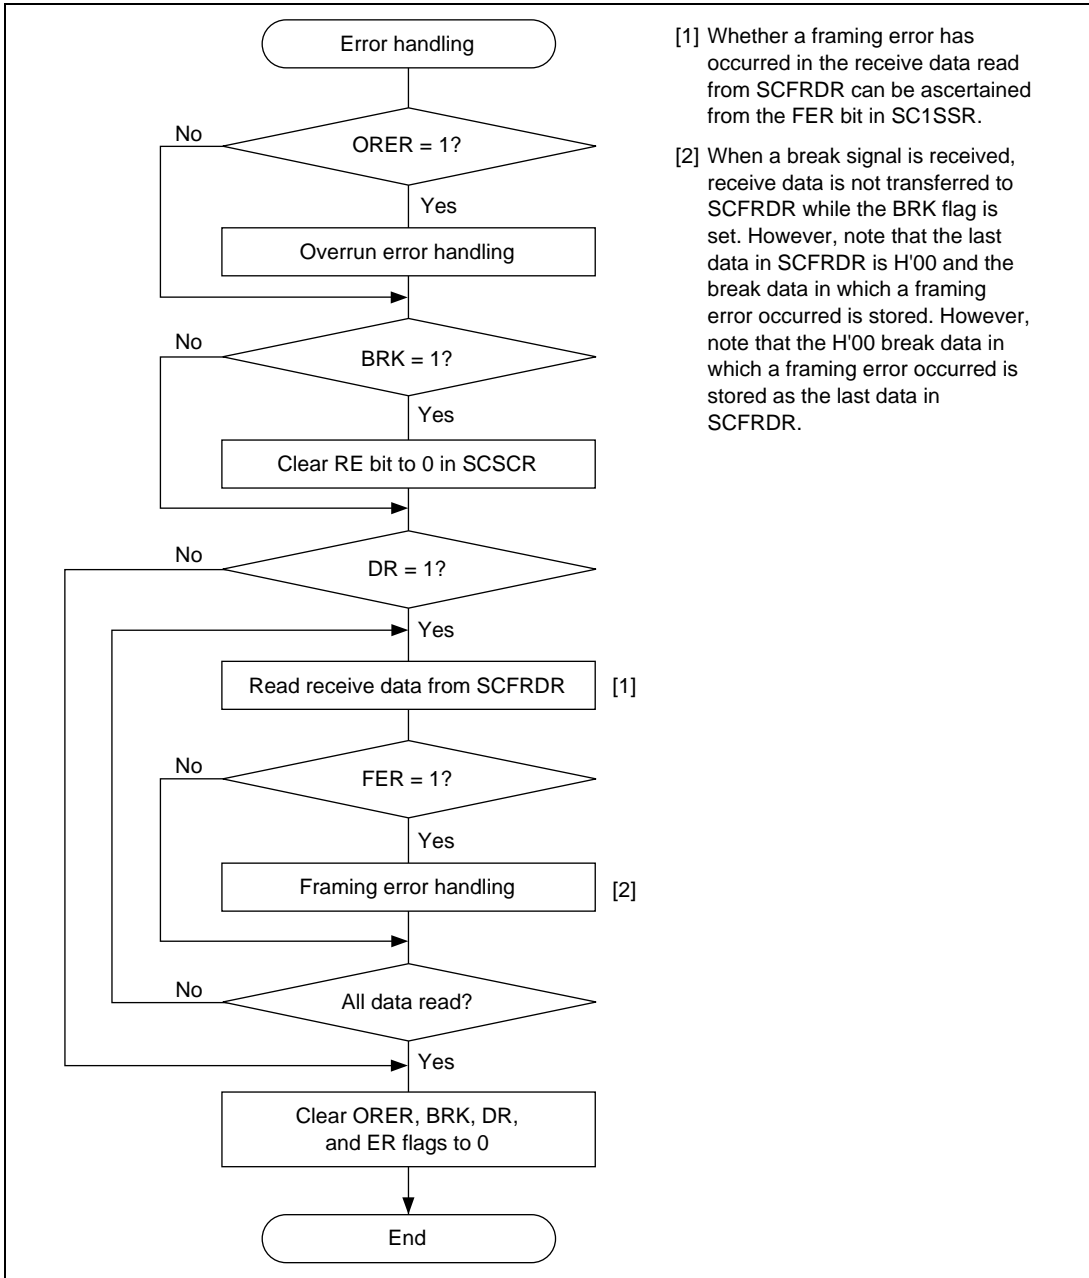 Error handling
No
ORER = 1?
Yes
Overrun error handling
No
BRK = 1?
Yes
Clear RE bit to 0 in SCSCR
No
DR = 1?
Yes
Read receive data from SCFRDR
[1]
No
FER = 1?
Yes
Framing error handling
[2]
No
All data read?
Yes
Clear ORER, BRK, DR,
and ER flags to 0
End
[1] Whether a framing error has
occurred in the receive data read
from SCFRDR can be ascertained
from the FER bit in SC1SSR.
[2] When a break signal is received,
receive data is not transferred to
SCFRDR while the BRK flag is
set. However, note that the last
data in SCFRDR is H'00 and the
break data in which a framing
error occurred is stored. However,
note that the H'00 break data in
which a framing error occurred is
stored as the last data in
SCFRDR.